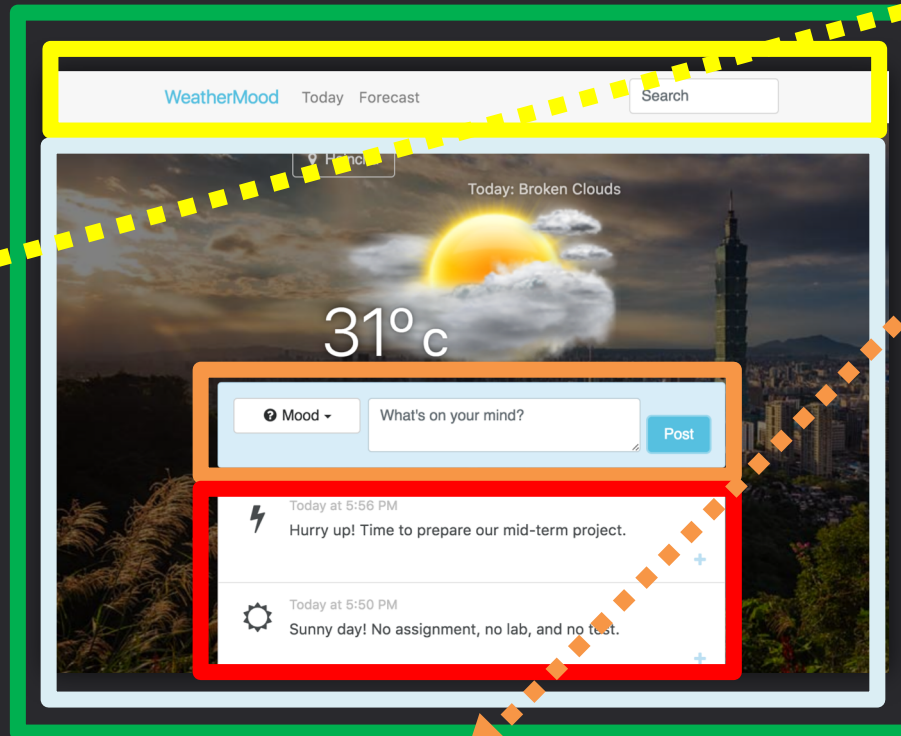 WeatherMood Today Forecast Search
Today: Broken Clouds
31° c
Mood What's on your mind? Post
Today at 5:56 PM
Hurry up! Time to prepare our mid-term project.
Today at 5:50 PM
Sunny day! No assignment, no lab, and no test.